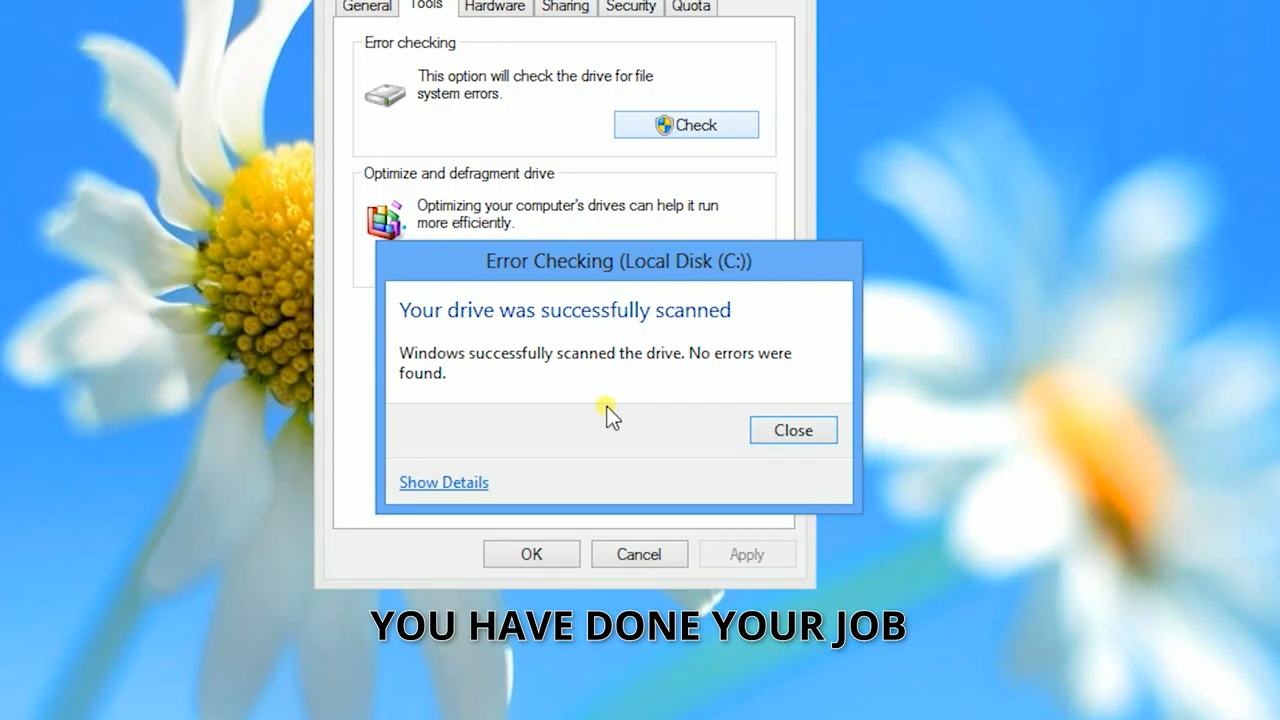 General Tools Hardware Sharing Security Quota
Error checking
This option will check the drive for file
system errors.
Check
Optimize and defragment drive
Optimizing your computer's drives can help it run
more efficiently.
Error Checking (Local Disk (C:))
Your drive was successfully scanned
Windows successfully scanned the drive. No errors were
found.
Close
Show Details
OK Cancel Apply
YOU HAVE DONE YOUR JOB